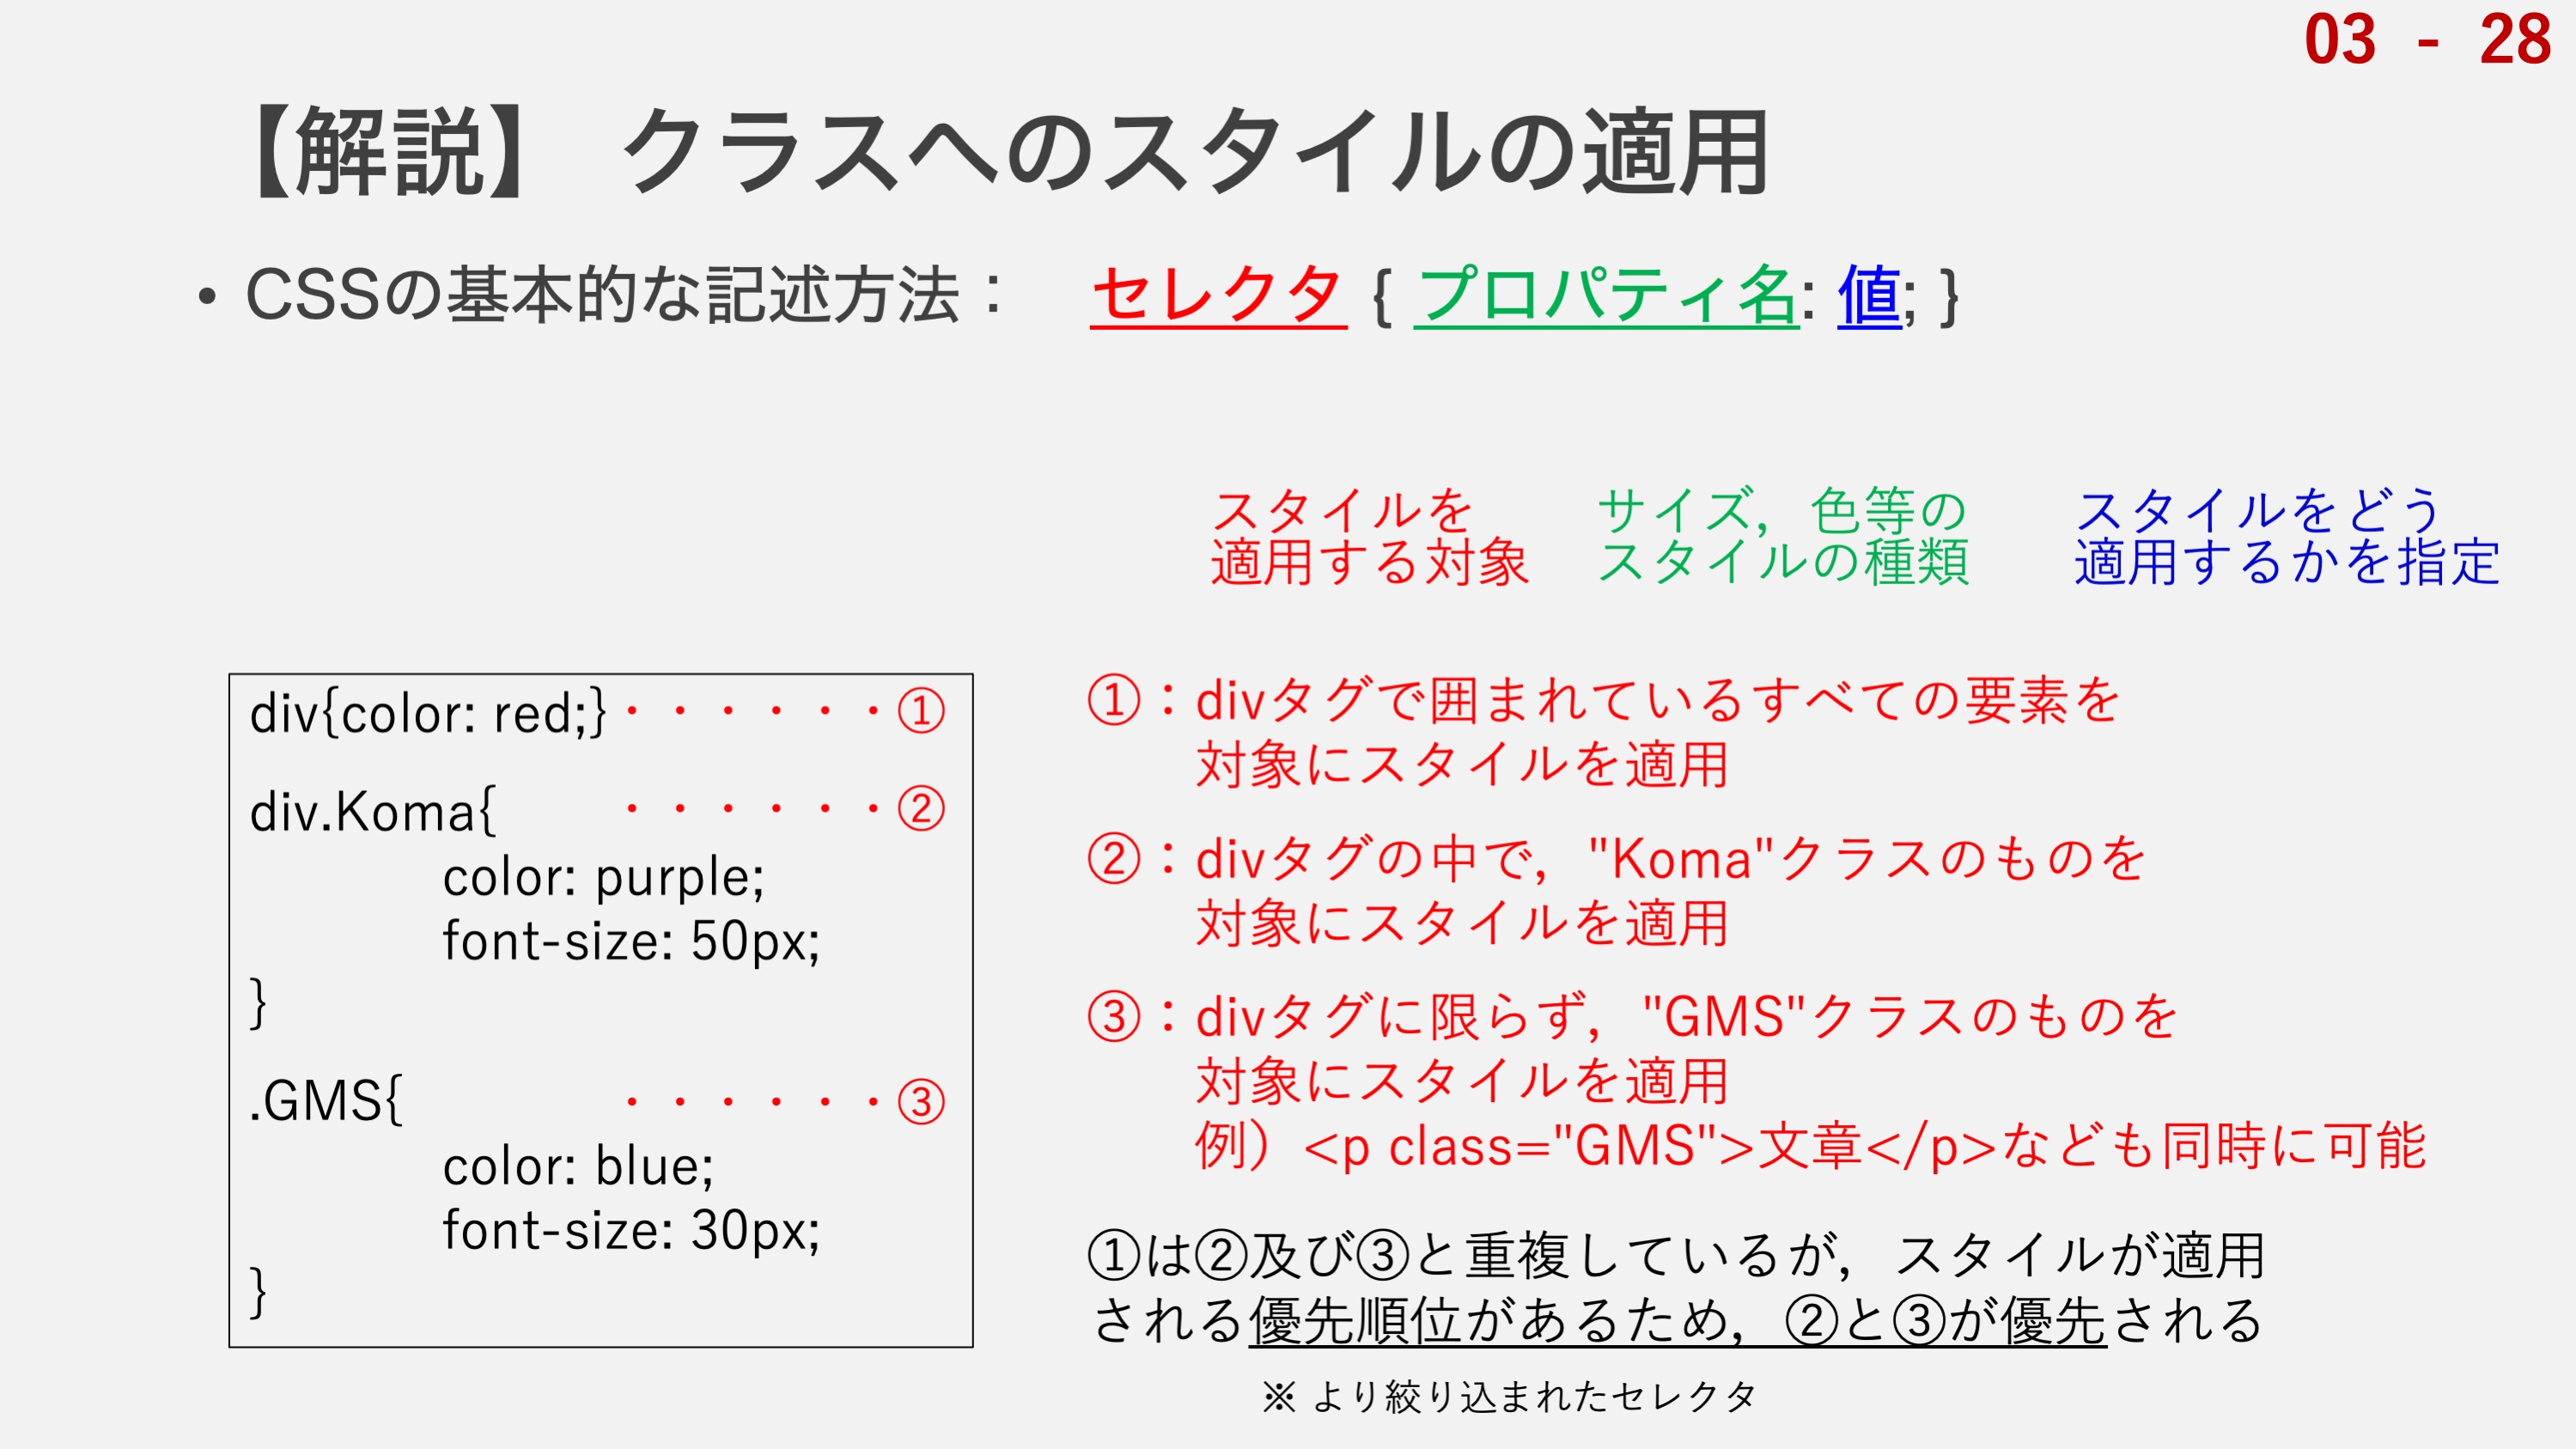 03 - 28
【解説】 クラスへのスタイルの適用
• CSSの基本的な記述方法： セレクタ { プロパティ名: 値; }
スタイルを
適用する対象
サイズ，色等の
スタイルの種類
スタイルをどう
適用するかを指定
div{color: red;}・・・・・・①
div.Koma{ ・・・・・・②
color: purple;
font-size: 50px;
}
.GMS{ ・・・・・・③
color: blue;
font-size: 30px;
}
①：divタグで囲まれているすべての要素を
対象にスタイルを適用
②：divタグの中で，"Koma"クラスのものを
対象にスタイルを適用
③：divタグに限らず，"GMS"クラスのものを
対象にスタイルを適用
例）<p class="GMS">文章</p>なども同時に可能
①は②及び③と重複しているが，スタイルが適用
される優先順位があるため，②と③が優先される
※ より絞り込まれたセレクタ